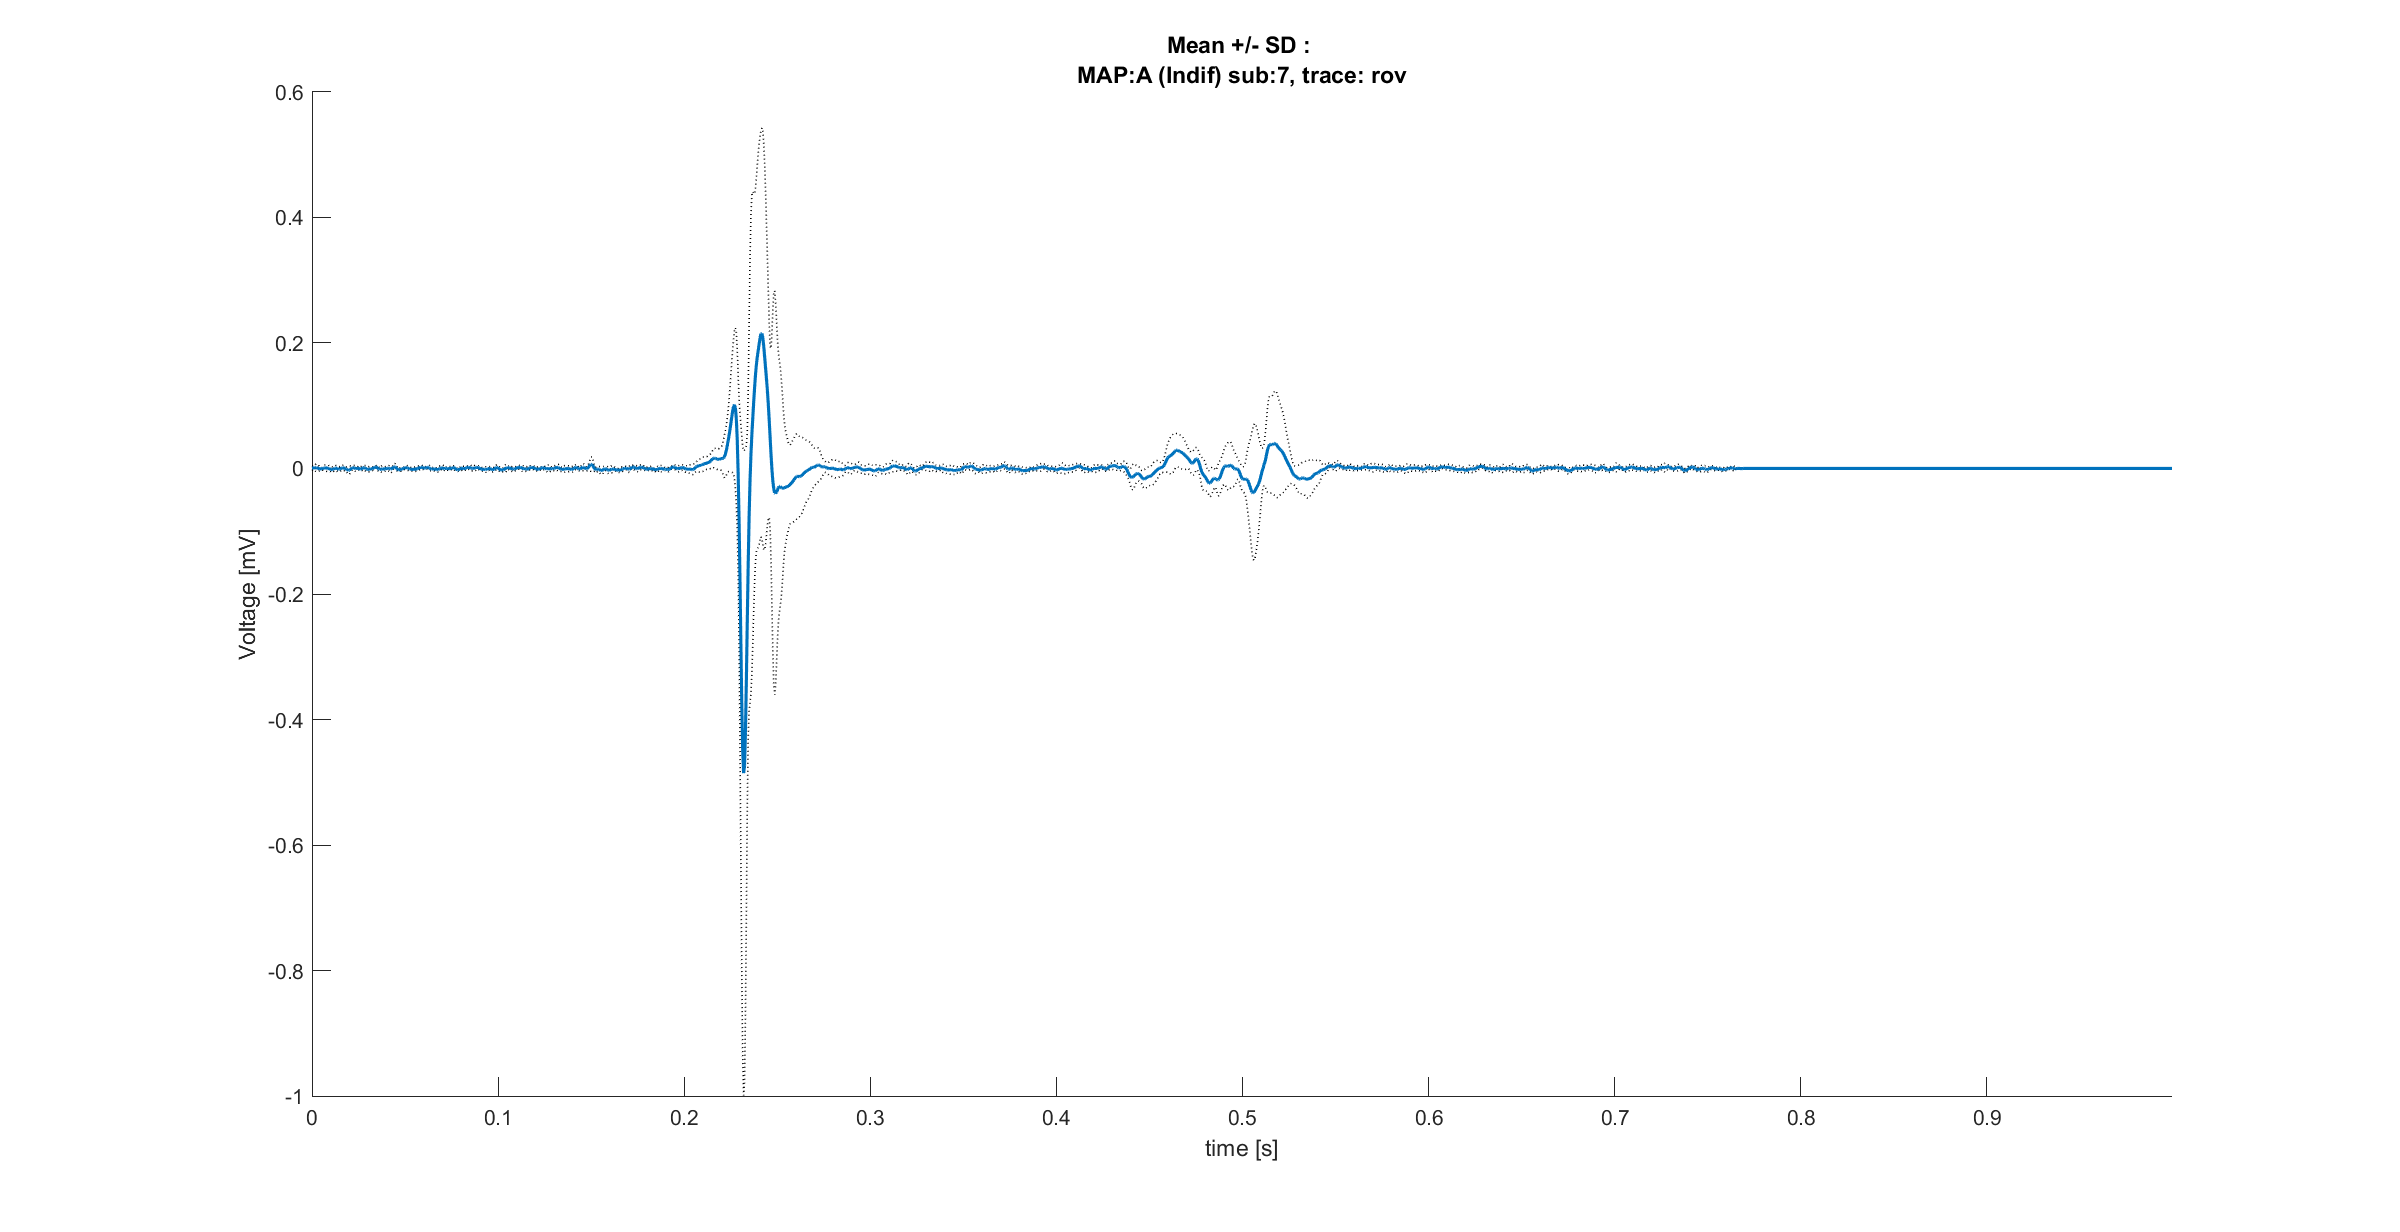 Mean +/- SD :
MAP:A (Indif) sub:7, trace: rov
0.6
0.4
0.2
0
-0.2
-0.4
-0.6
-0.8
-1
Voltage [mV]
0 0.1 0.2 0.3 0.4 0.5 0.6 0.7 0.8 0.9
time [s]